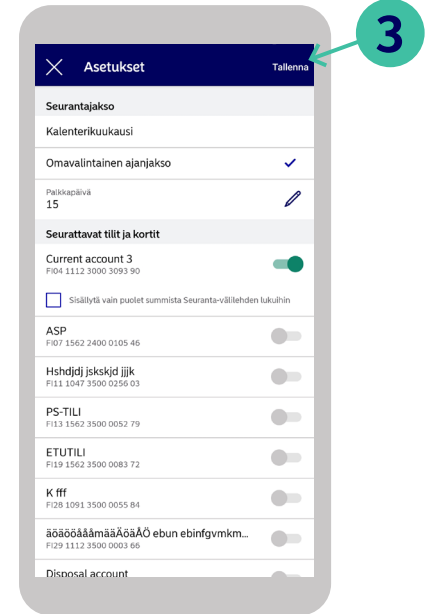 3
Asetukset
Tallenna
Seurantajakso
Kalenterikuukausi
Omavalintainen ajanjakso
Palkkapäivä
15
Seurattavat tilit ja kortit
Current account 3
FI04 1112 3000 3093 90
Sisällytä vain puolet summista Seuranta-välilehden lukuihin
ASP
FI07 1562 2400 0105 46
Hshdjdj jskskjd jjjk
FI11 1047 3500 0256 03
PS-TILI
FI13 1562 3500 0052 79
ETUTILI
FI19 1562 3500 0083 72
K fff
FI28 1091 3500 0055 84
äöäööåååmääÄöäÅÖ ebun ebinfgvmkm...
FI29 1112 3500 0003 66
Disposal account